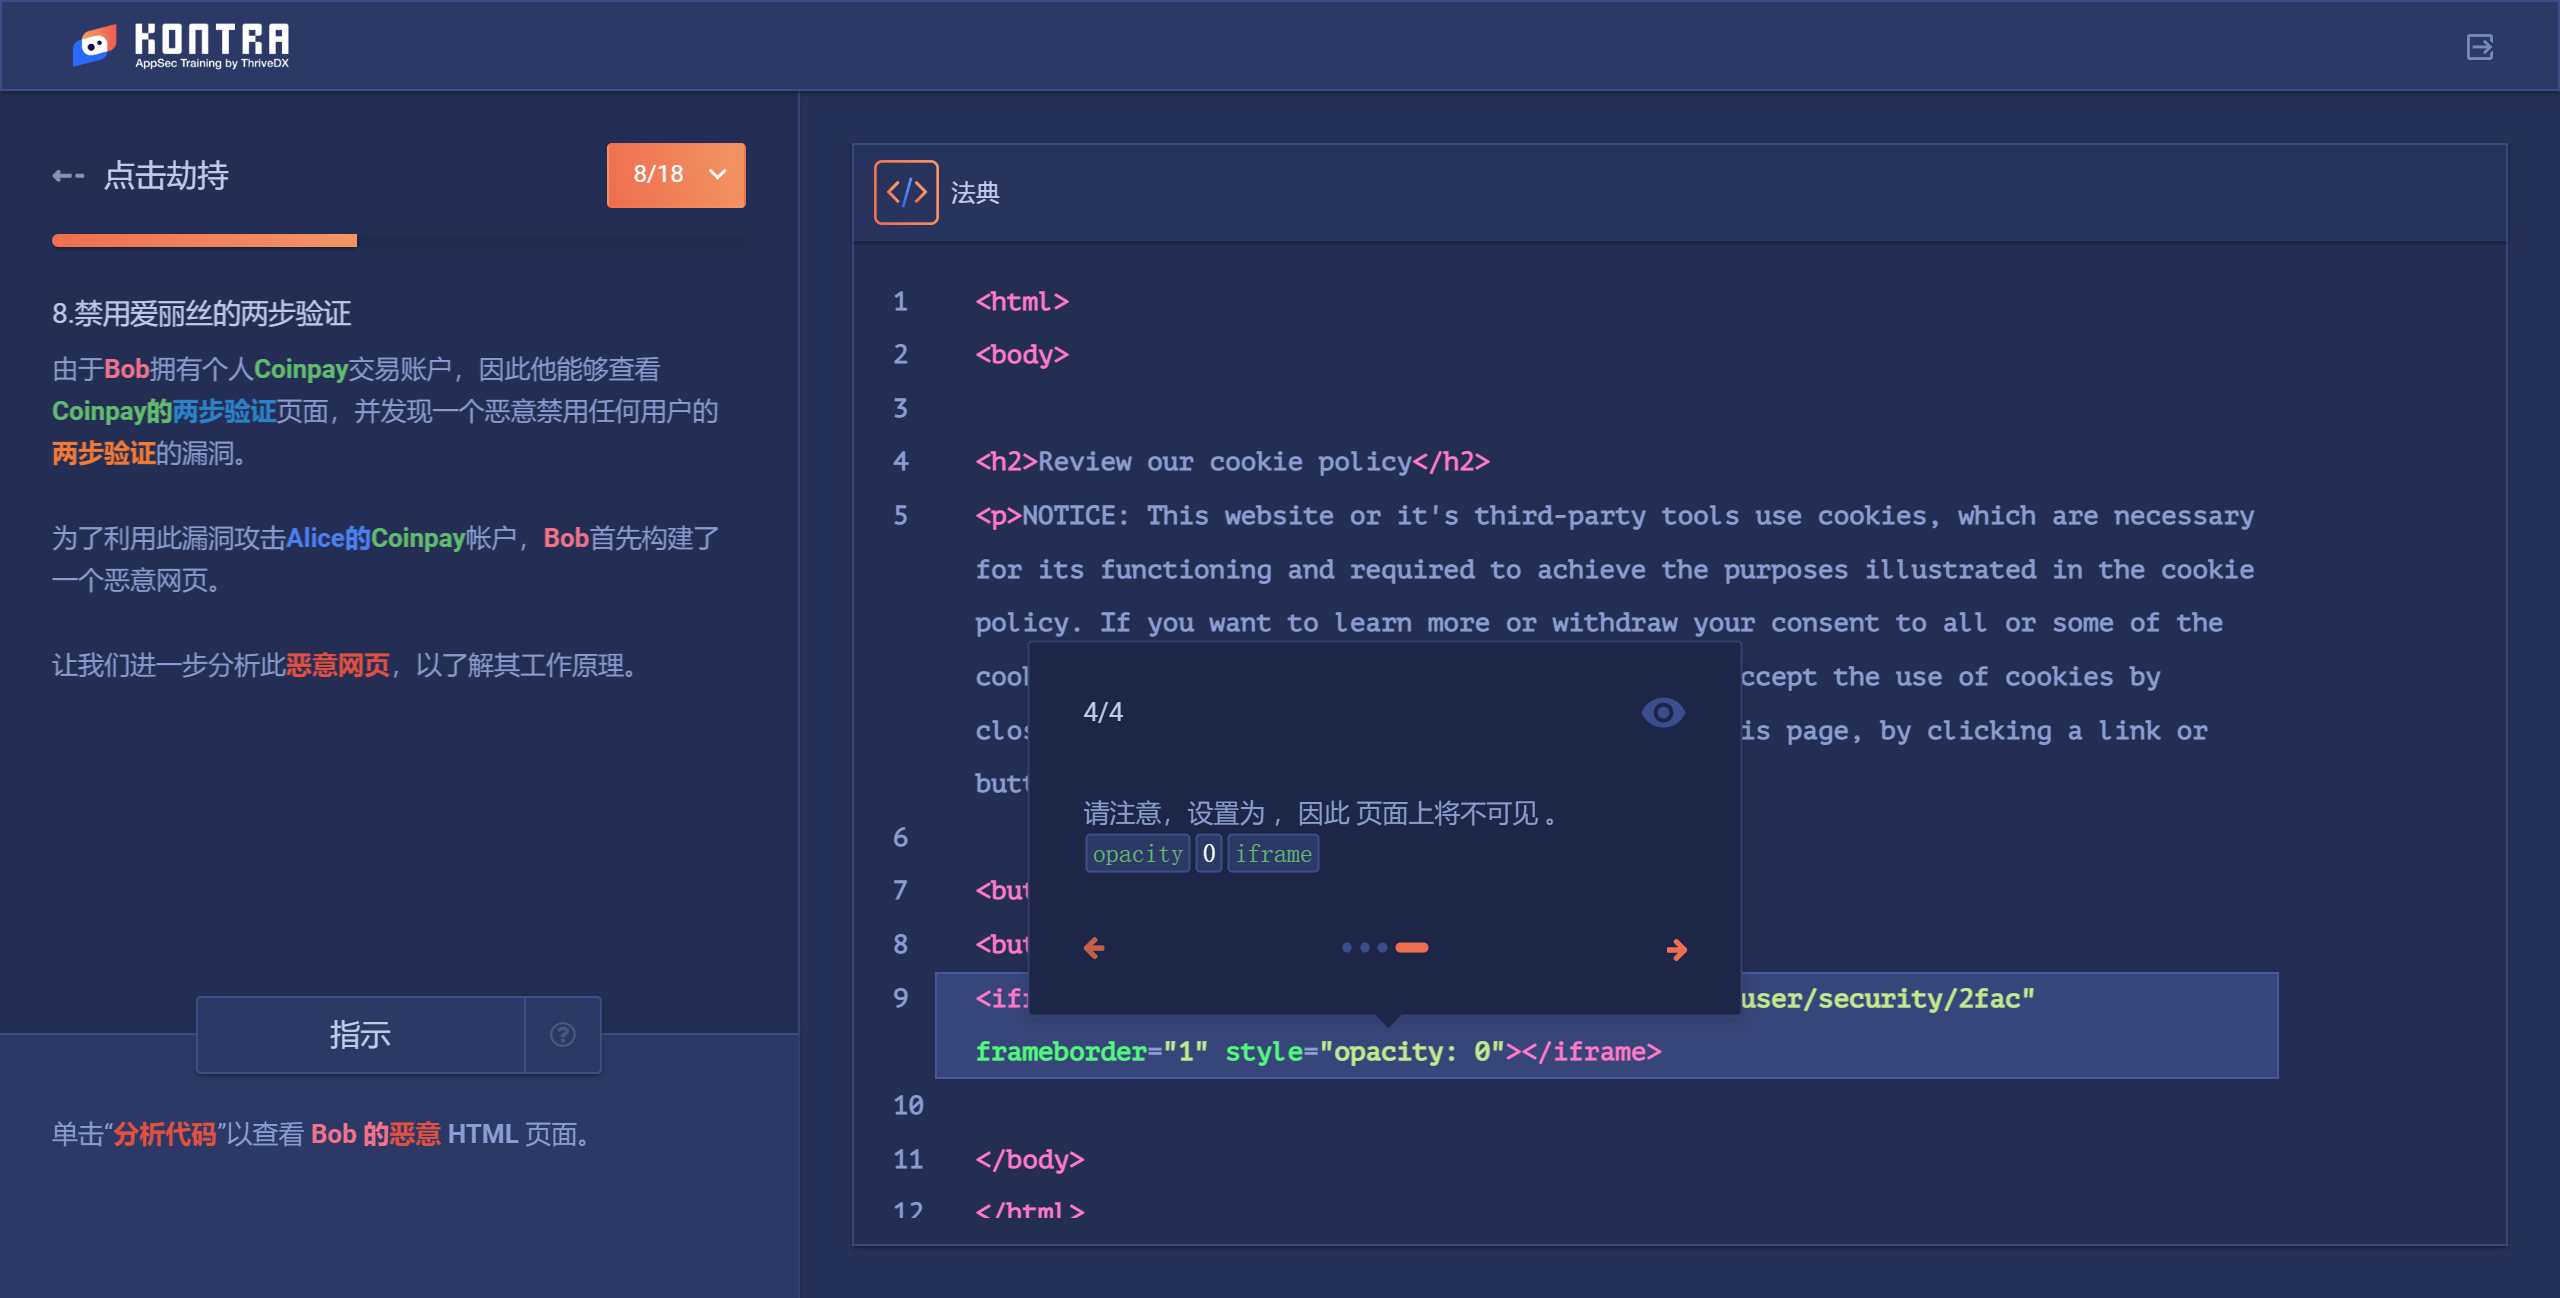 KONTRA
AppSec Training by ThriveDX
点击劫持
8/18
8.禁用爱丽丝的两步验证
由于Bob拥有个人Coinpay交易账户，因此他能够查看
Coinpay的两步验证页面，并发现一个恶意禁用任何用户的
两步验证的漏洞。
为了利用此漏洞攻击Alice的Coinpay帐户，Bob首先构建了
一个恶意网页。
让我们进一步分析此恶意网页，以了解其工作原理。
指示
单击“分析代码”以查看 Bob 的恶意 HTML 页面。
</> 法典
1 <html>
2 <body>
3
4 <h2>Review our cookie policy</h2>
5 <p>NOTICE: This website or it's third-party tools use cookies, which are necessary
for its functioning and required to achieve the purposes illustrated in the cookie
policy. If you want to learn more or withdraw your consent to all or some of the
ccept the use of cookies by
is page, by clicking a link or
6
7 <but
8 <but
9 <ifr user/security/2fac"
frameborder="1" style="opacity: 0"></iframe>
10
11 </body>
12 </html>
4/4
请注意，设置为 ，因此 页面上将不可见 。
opacity 0 iframe